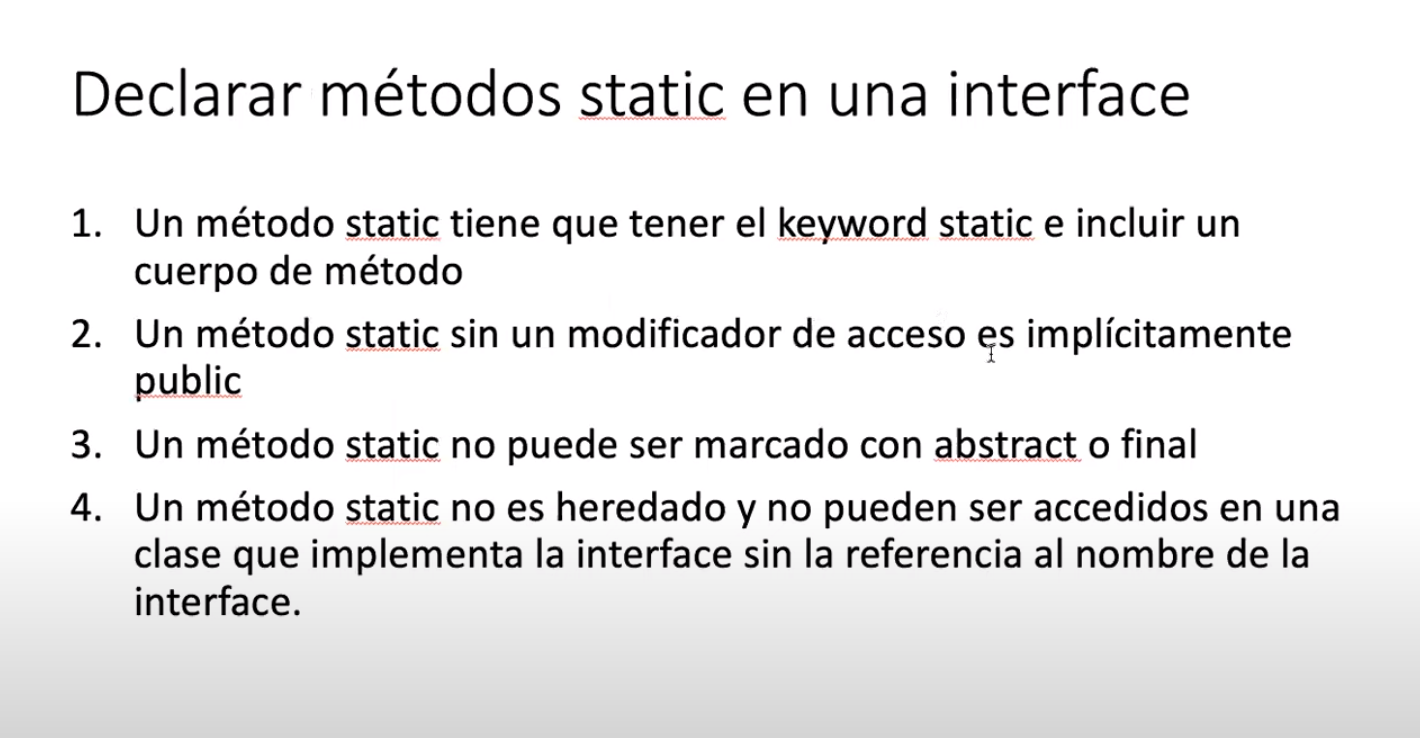 Declarar métodos static en una interface
1. Un método static tiene que tener el keyword static e incluir un
cuerpo de método
2. Un método static sin un modificador de acceso es implícitamente
public
3. Un método static no puede ser marcado con abstract o final
4. Un método static no es heredado y no pueden ser accedidos en una
clase que implementa la interface sin la referencia al nombre de la
interface.